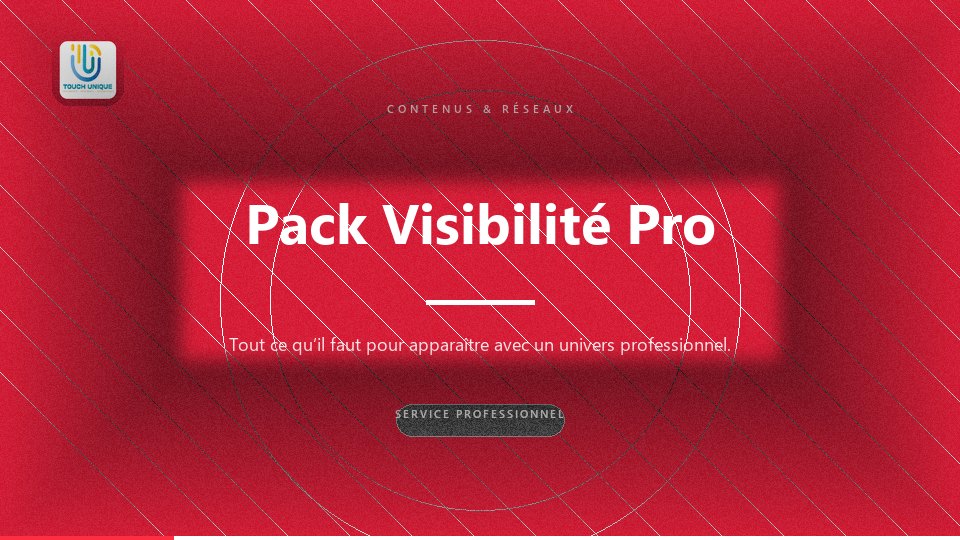 TOUCH UNIQUE
CONTENUS & RÉSEAUX
Pack Visibilité Pro
Tout ce qu’il faut pour apparaître avec un univers professionnel.
SERVICE PROFESSIONNEL